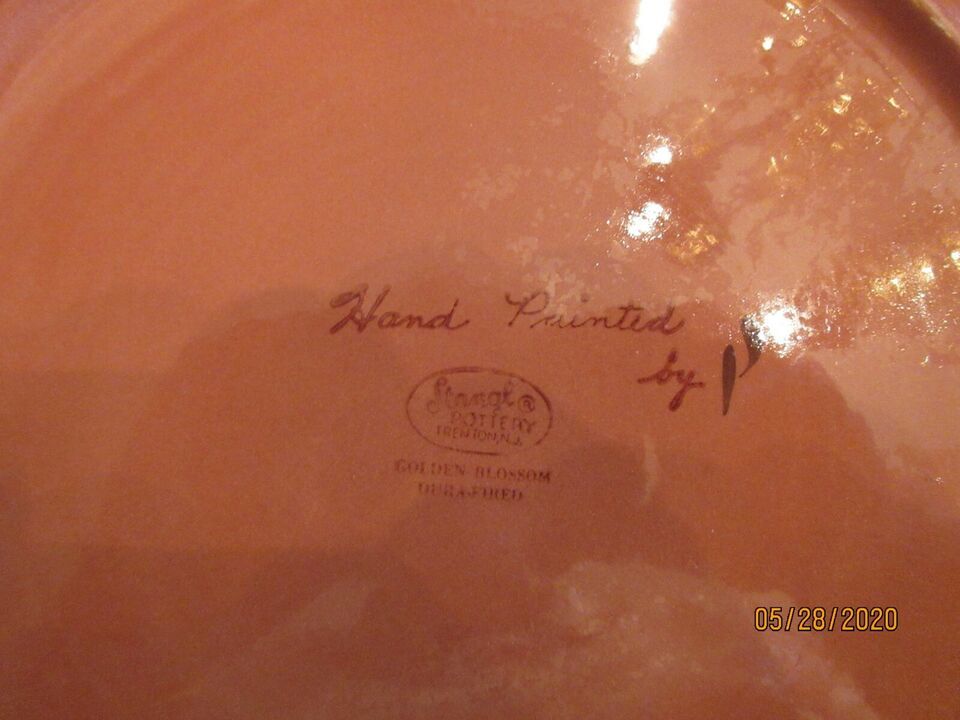 Hand Painted
by
Stangl ®
POTTERY
TRENTON, N.J.
GOLDEN BLOSSOM
DURA-FIRED
05/28/2020